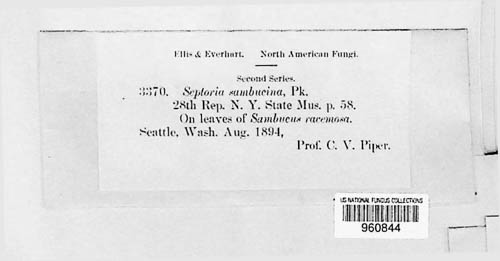 Ellis & Everhart. North American Fungi.
Second Series.
3370. Septoria sambucina, Pk.
28th Rep. N. Y. State Mus. p. 58.
On leaves of Sambucus racemosa.
Seattle, Wash. Aug. 1894,
Prof. C. V. Piper.
US NATIONAL FUNGUS COLLECTIONS
960844